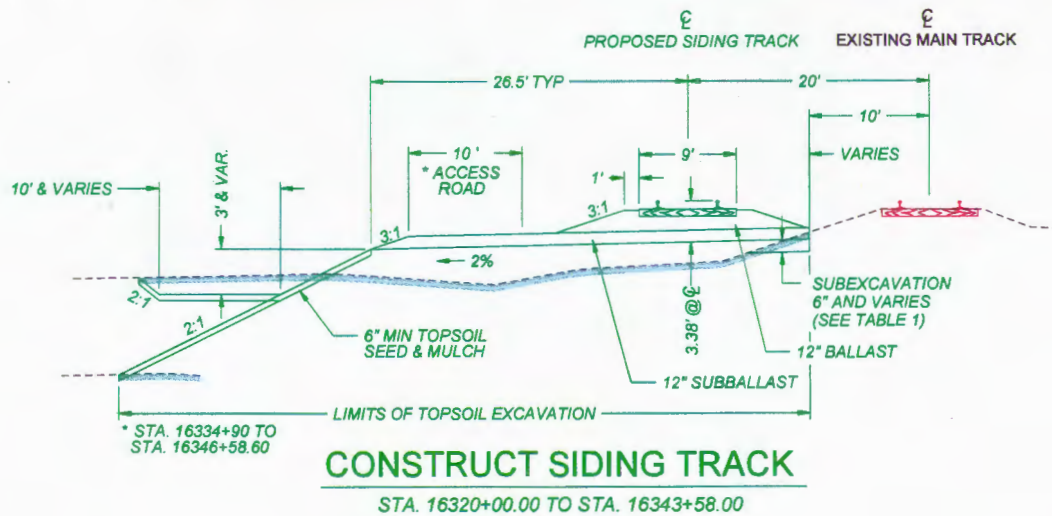 ℄
PROPOSED SIDING TRACK
℄
EXISTING MAIN TRACK
26.5' TYP
20'
10'
10 '
* ACCESS
ROAD
9'
VARIES
1'
10' & VARIES
3' & VAR.
3:1
3:1
2%
2:1
2:1
6" MIN TOPSOIL
SEED & MULCH
3.38' @ ℄
SUBEXCAVATION
6" AND VARIES
(SEE TABLE 1)
12" BALLAST
12" SUBBALLAST
LIMITS OF TOPSOIL EXCAVATION
* STA. 16334+90 TO
STA. 16346+58.60
CONSTRUCT SIDING TRACK
STA. 16320+00.00 TO STA. 16343+58.00